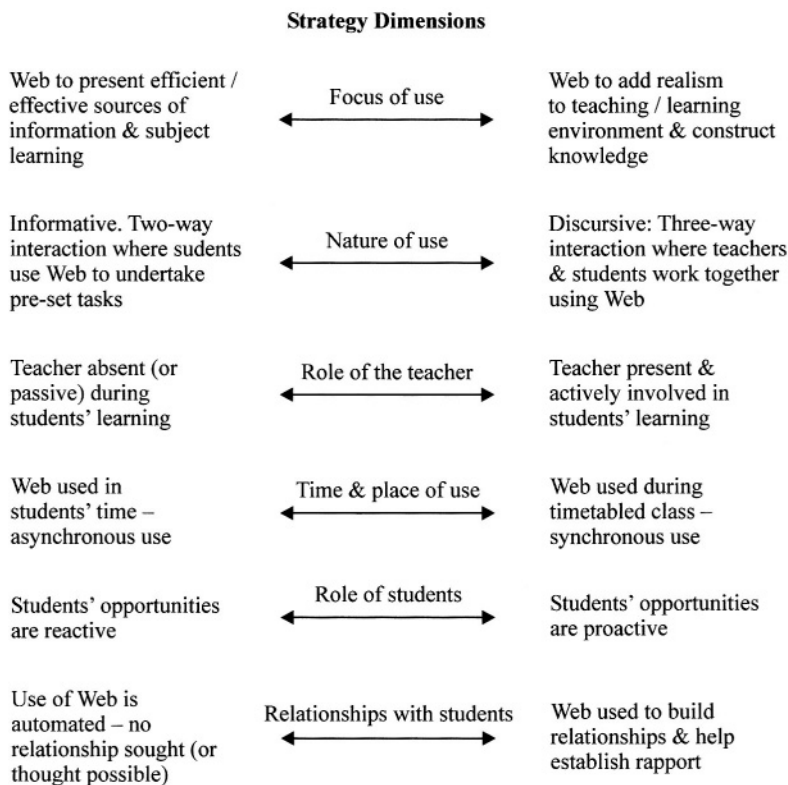 Strategy Dimensions
Web to present efficient /
effective sources of
information & subject
learning
Focus of use
Web to add realism
to teaching / learning
environment & construct
knowledge
Informative. Two-way
interaction where sudents
use Web to undertake
pre-set tasks
Nature of use
Discursive: Three-way
interaction where teachers
& students work together
using Web
Teacher absent (or
passive) during
students’ learning
Role of the teacher
Teacher present &
actively involved in
students’ learning
Web used in
students’ time –
asynchronous use
Time & place of use
Web used during
timetabled class –
synchronous use
Students’ opportunities
are reactive
Role of students
Students’ opportunities
are proactive
Use of Web is
automated – no
relationship sought (or
thought possible)
Relationships with students
Web used to build
relationships & help
establish rapport